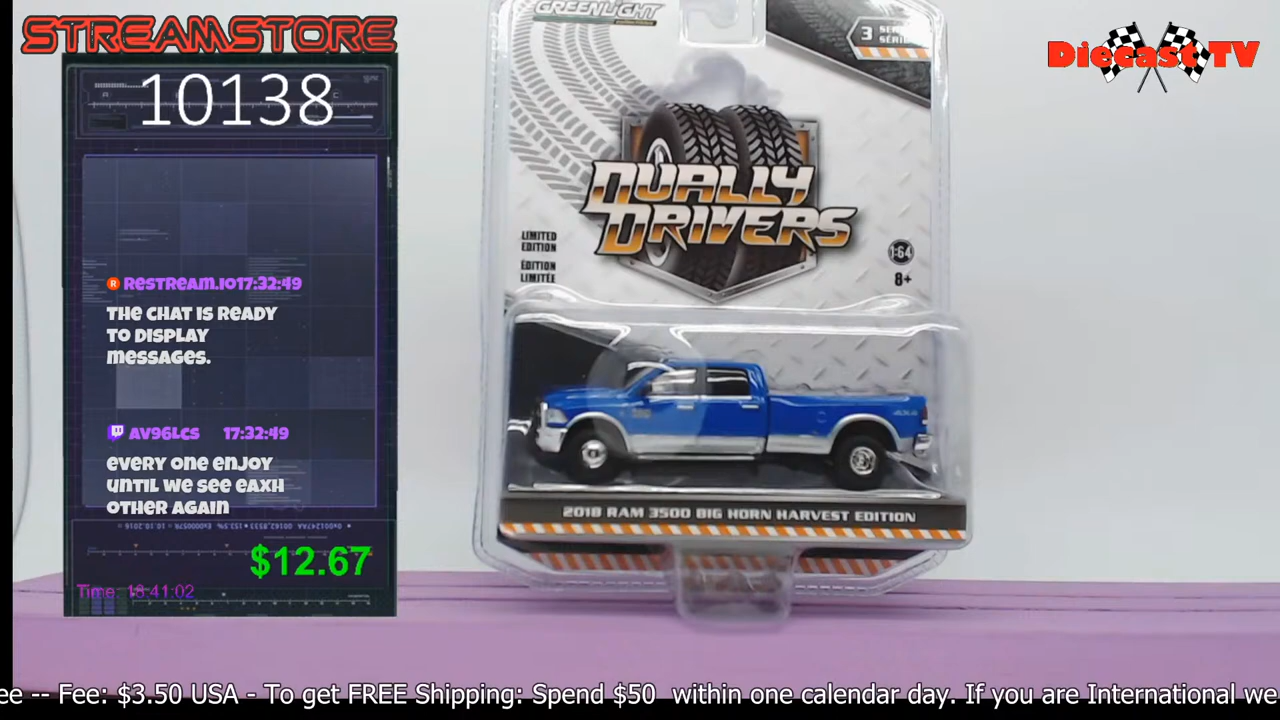 STREAMSTORE
10138
RESTREAM.IO17:32:49
THE CHAT IS READY
TO DISPLAY
MESSAGES.
AV96LCS 17:32:49
EVERY ONE ENJOY
UNTIL WE SEE EAXH
OTHER AGAIN
$12.67
Time: 18:41:02
GREENLIGHT
3
DUALLY
DRIVERS
LIMITED
EDITION
ÉDITION
LIMITÉE
1:64
8+
4X4
2018 RAM 3500 BIG HORN HARVEST EDITION
Diecast TV
ee -- Fee: $3.50 USA - To get FREE Shipping: Spend $50 within one calendar day. If you are International we